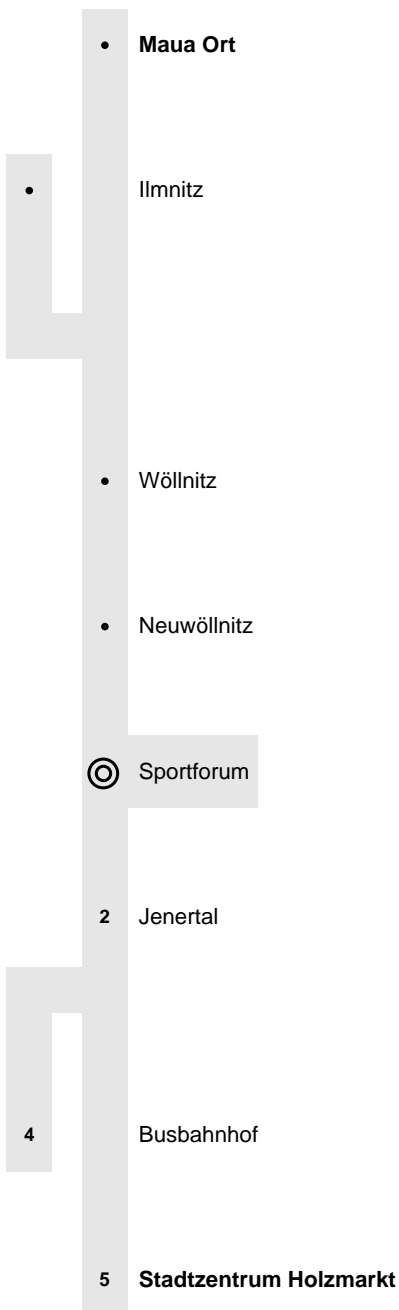 Maua Ort
Ilmnitz
Wöllnitz
Neuwöllnitz
Sportforum
2 Jenertal
4 Busbahnhof
5 Stadtzentrum Holzmarkt